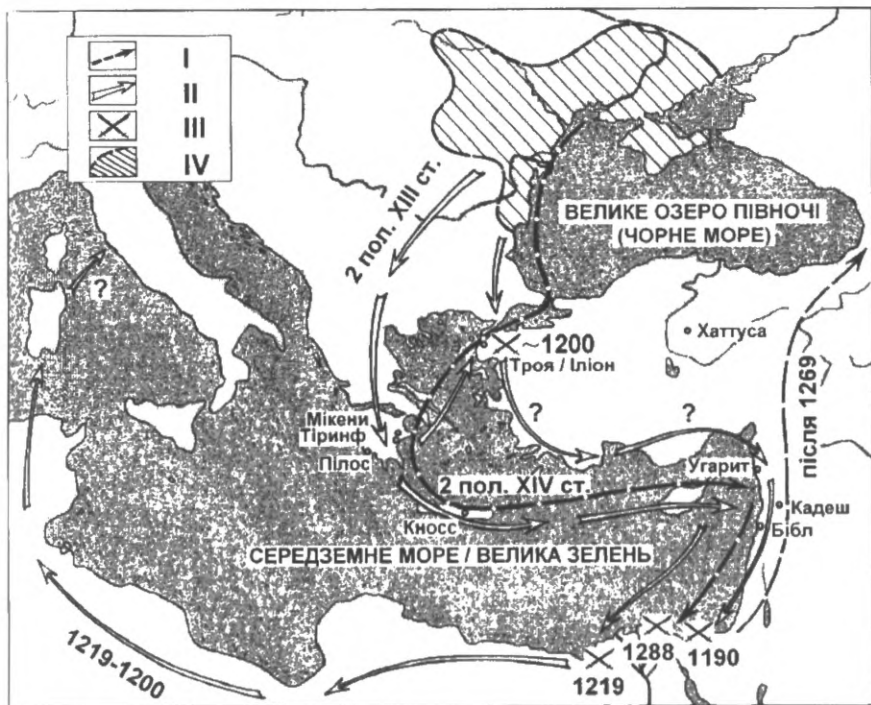 I
II
III
IV
2 пол. XIII ст.
ВЕЛИКЕ ОЗЕРО ПІВНОЧІ
(ЧОРНЕ МОРЕ)
?
~1200
Троя / Іліон
Хаттуса
після 1269
?
?
Мікени
Тіринф
Пілос
Угарит
2 пол. XIV ст.
Кносс
Кадеш
Бібл
СЕРЕДЗЕМНЕ МОРЕ / ВЕЛИКА ЗЕЛЕНЬ
1219-1200
1219
1288
1190